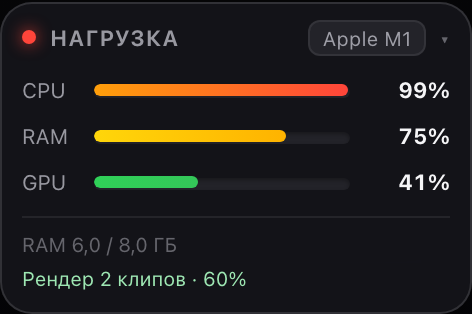 НАГРУЗКА Apple M1 ▾
CPU 99%
RAM 75%
GPU 41%
RAM 6,0 / 8,0 ГБ
Рендер 2 клипов · 60%